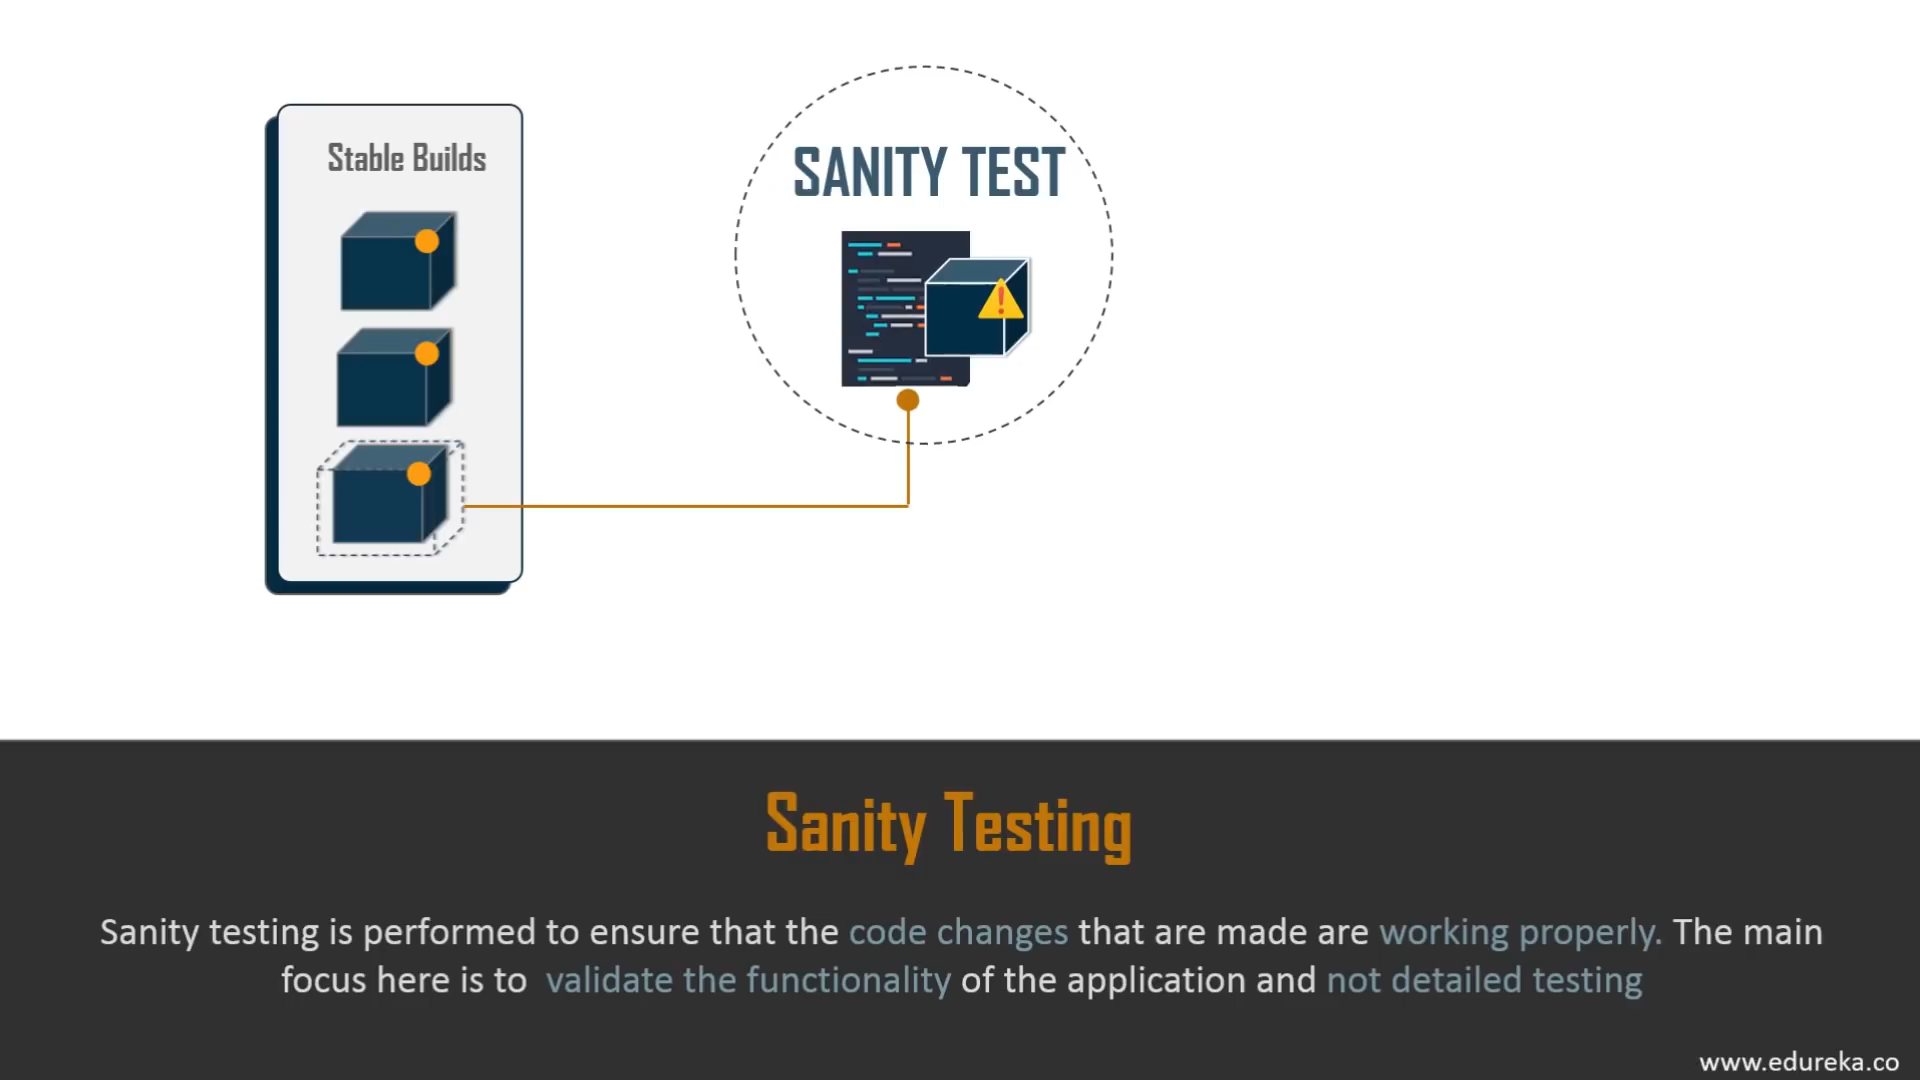 Stable Builds
SANITY TEST
Sanity Testing
Sanity testing is performed to ensure that the code changes that are made are working properly. The main
focus here is to validate the functionality of the application and not detailed testing
www.edureka.co